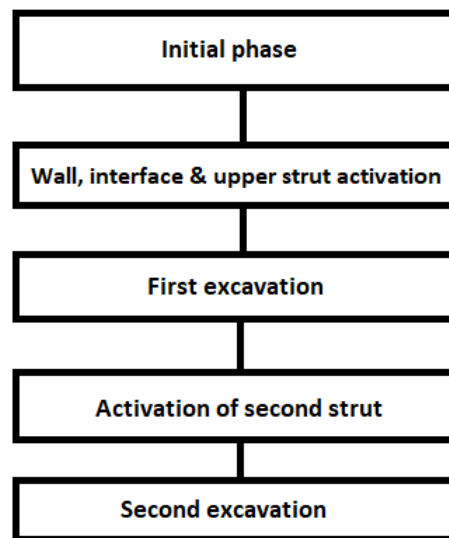 Initial phase
Wall, interface & upper strut activation
First excavation
Activation of second strut
Second excavation